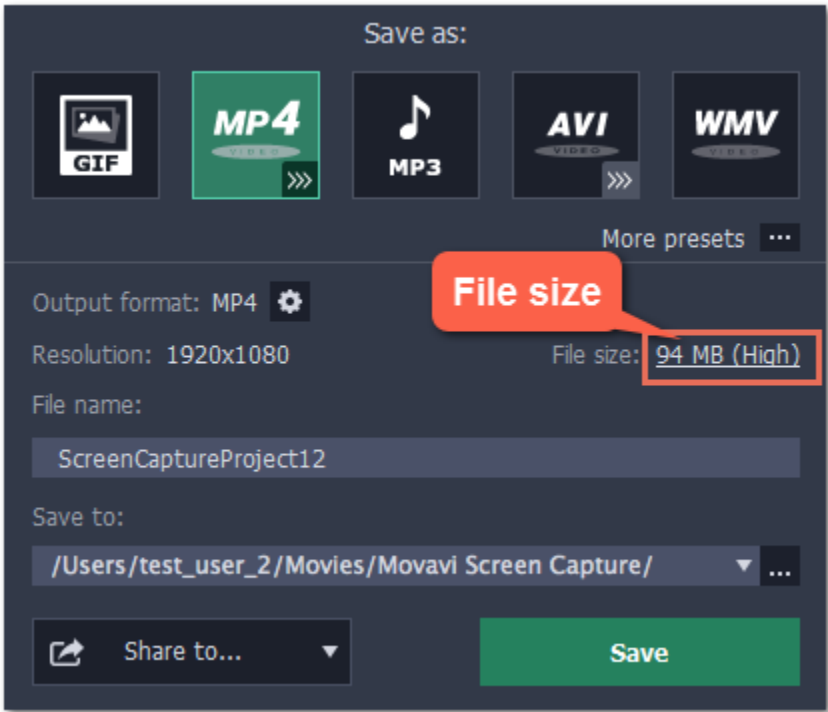 Save as:
GIF
MP4
VIDEO
MP3
AVI
VIDEO
WMV
VIDEO
More presets ...
File size
Output format: MP4
Resolution: 1920x1080
File size: 94 MB (High)
File name:
ScreenCaptureProject12
Save to:
/Users/test_user_2/Movies/Movavi Screen Capture/ ...
Share to...
Save